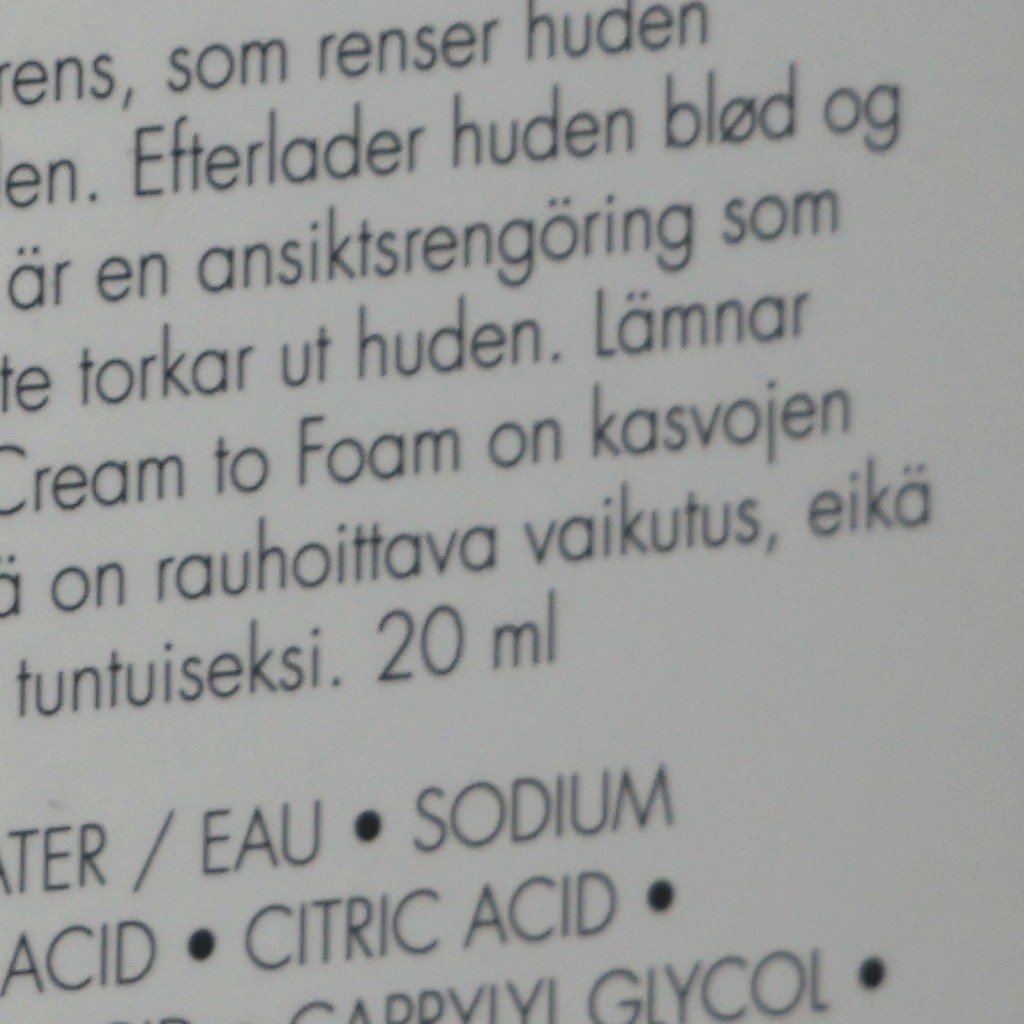 rens, som renser huden
en. Efterlader huden blød og
är en ansiktsrengöring som
te torkar ut huden. Lämnar
Cream to Foam on kasvojen
ä on rauhoittava vaikutus, eikä
tuntuiseksi. 20 ml
ATER / EAU • SODIUM
ACID • CITRIC ACID •
CAPRYLYL GLYCOL •